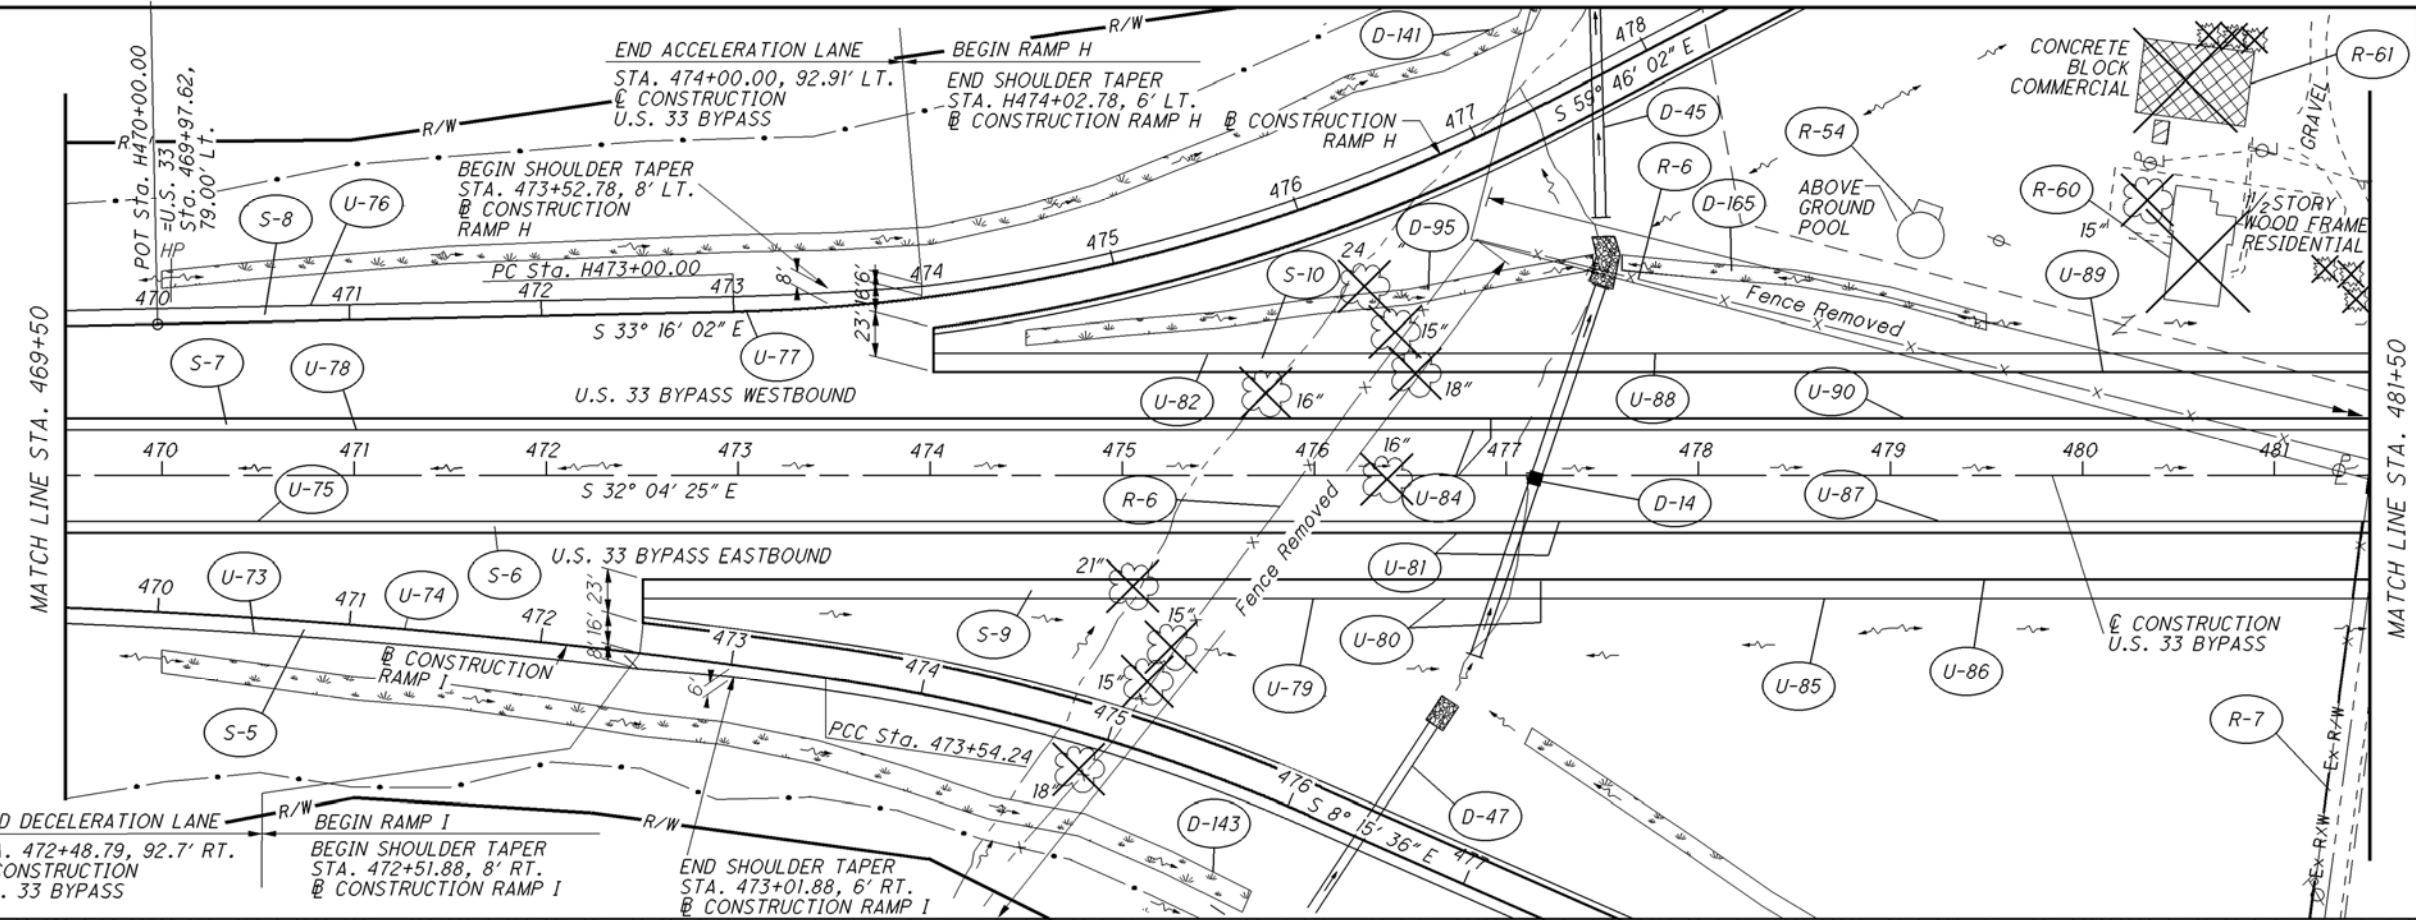 R/W
END ACCELERATION LANE
BEGIN RAMP H
STA. 474+00.00, 92.91' LT.
℄ CONSTRUCTION
U.S. 33 BYPASS
END SHOULDER TAPER
STA. H474+02.78, 6' LT.
B̲L CONSTRUCTION RAMP H
B̲L CONSTRUCTION
RAMP H
D-141
478
S 59° 46' 02" E
477
476
475
474
D-45
R-54
R-6
D-165
ABOVE
GROUND
POOL
CONCRETE
BLOCK
COMMERCIAL
R-61
GRAVEL
R-60
15"
1/2 STORY
WOOD FRAME
RESIDENTIAL
P
U-89
R/W
R/W
POT Sta. H470+00.00
=U.S. 33
Sta. 469+97.62,
79.00' Lt.
HP
S-8
U-76
BEGIN SHOULDER TAPER
STA. 473+52.78, 8' LT.
B̲L CONSTRUCTION
RAMP H
PC Sta. H473+00.00
470
471
472
473
8'
6'
16'
23'
S 33° 16' 02" E
U-77
D-95
24"
S-10
15"
18"
16"
Fence Removed
S-7
U-78
U.S. 33 BYPASS WESTBOUND
U-82
U-88
U-90
MATCH LINE STA. 469+50
MATCH LINE STA. 481+50
470
471
472
473
474
475
476
477
478
479
480
481
16"
P
U-75
S 32° 04' 25" E
R-6
U-84
D-14
U-87
Fence Removed
U.S. 33 BYPASS EASTBOUND
U-73
U-74
S-6
21"
U-81
470
471
472
23'
16'
8'
473
474
475
476
477
S-9
15"
15"
U-80
U-79
U-85
U-86
℄ CONSTRUCTION
U.S. 33 BYPASS
B̲L CONSTRUCTION
RAMP I
6'
S-5
PCC Sta. 473+54.24
18"
S 8° 15' 36" E
D-143
D-47
R-7
Ex R/W
Ex R/W
P
D DECELERATION LANE
R/W
BEGIN RAMP I
R/W
A. 472+48.79, 92.7' RT.
CONSTRUCTION
. 33 BYPASS
BEGIN SHOULDER TAPER
STA. 472+51.88, 8' RT.
B̲L CONSTRUCTION RAMP I
END SHOULDER TAPER
STA. 473+01.88, 6' RT.
B̲L CONSTRUCTION RAMP I